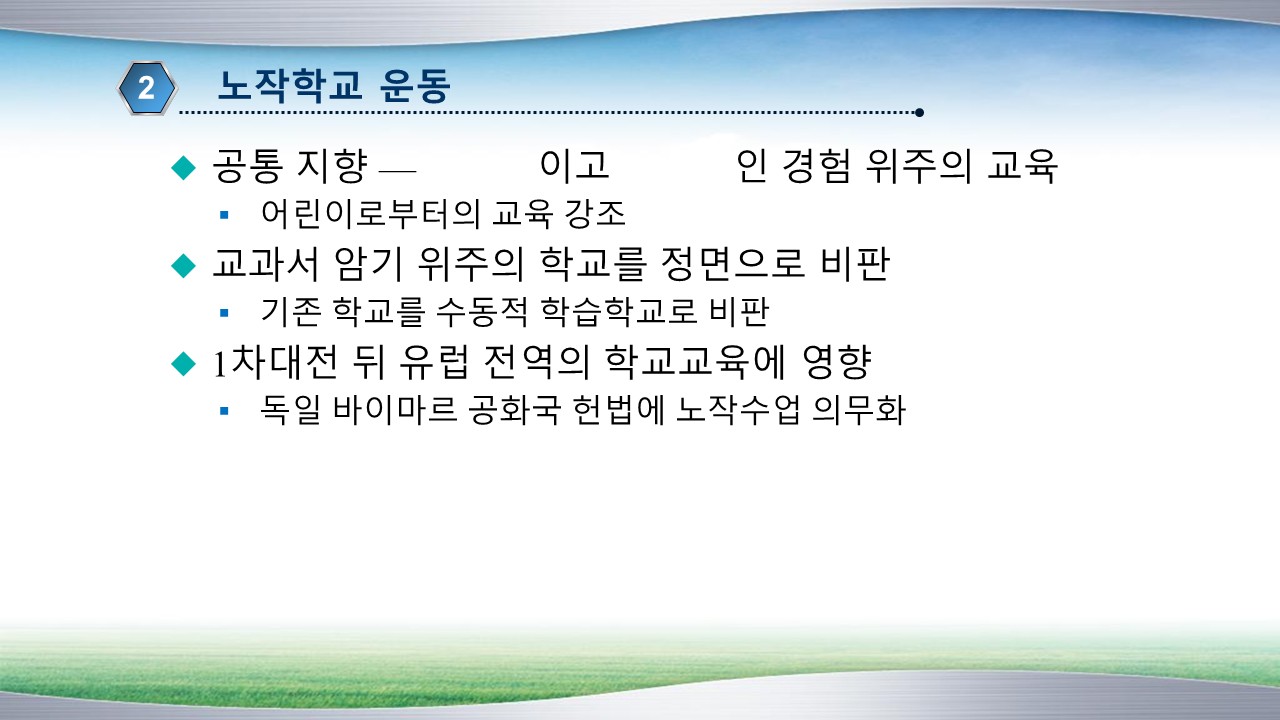 2 노작학교 운동
공통 지향 — 이고 인 경험 위주의 교육
어린이로부터의 교육 강조
교과서 암기 위주의 학교를 정면으로 비판
기존 학교를 수동적 학습학교로 비판
1차대전 뒤 유럽 전역의 학교교육에 영향
독일 바이마르 공화국 헌법에 노작수업 의무화